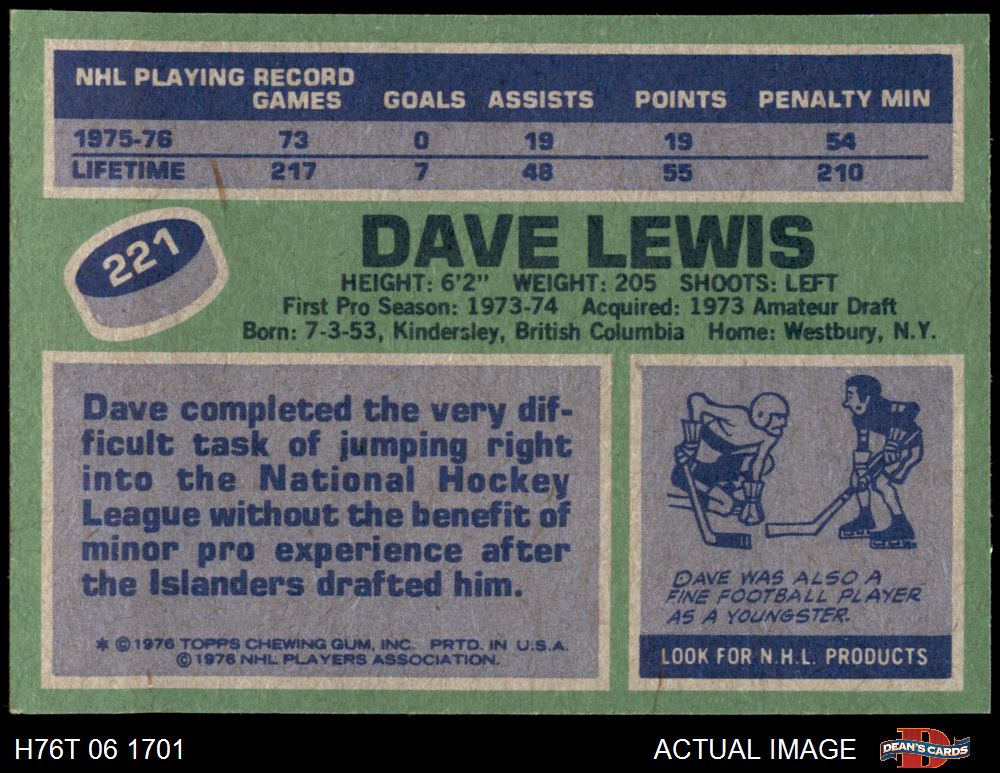 NHL PLAYING RECORD
GAMES GOALS ASSISTS POINTS PENALTY MIN
1975-76 73 0 19 19 54
LIFETIME 217 7 48 55 210
221
DAVE LEWIS
HEIGHT: 6'2" WEIGHT: 205 SHOOTS: LEFT
First Pro Season: 1973-74 Acquired: 1973 Amateur Draft
Born: 7-3-53, Kindersley, British Columbia Home: Westbury, N.Y.
Dave completed the very dif-
ficult task of jumping right
into the National Hockey
League without the benefit of
minor pro experience after
the Islanders drafted him.
* © 1976 TOPPS CHEWING GUM, INC. PRTD. IN U.S.A.
© 1976 NHL PLAYERS ASSOCIATION.
DAVE WAS ALSO A
FINE FOOTBALL PLAYER
AS A YOUNGSTER.
LOOK FOR N.H.L. PRODUCTS
H76T 06 1701
ACTUAL IMAGE
DEAN'S CARDS